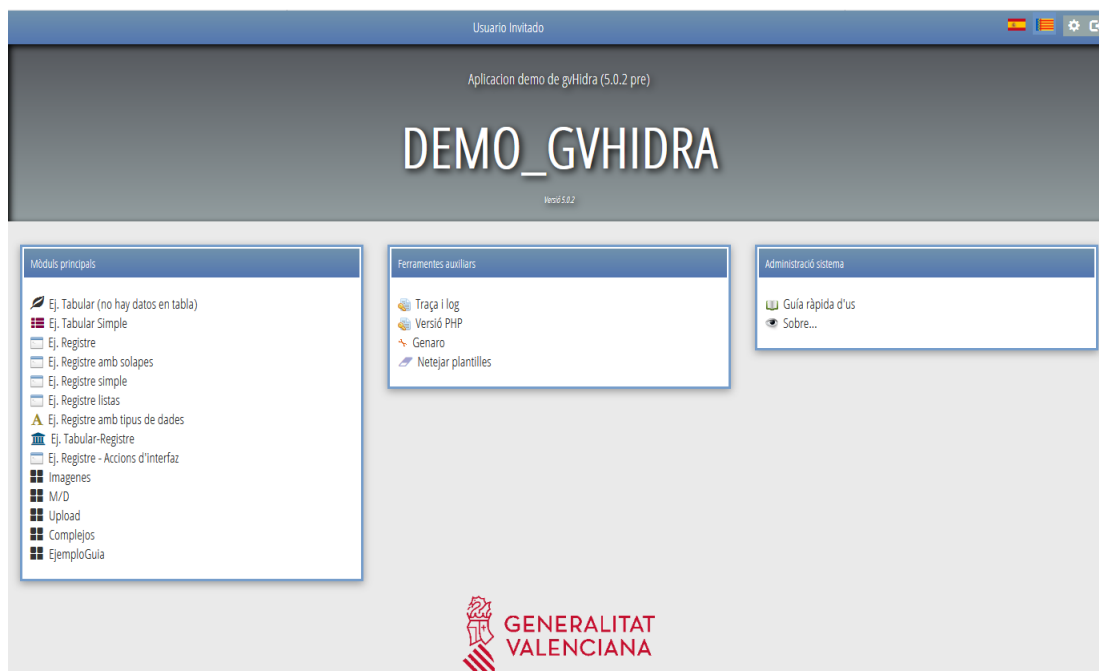 Usuario Invitado
Aplicacion demo de gvHidra (5.0.2 pre)
DEMO_GVHIDRA
Versió 5.0.2
Mòduls principals
Ej. Tabular (no hay datos en tabla)
Ej. Tabular Simple
Ej. Registre
Ej. Registre amb solapes
Ej. Registre simple
Ej. Registre listas
Ej. Registre amb tipus de dades
Ej. Tabular-Registre
Ej. Registre - Accions d'interfaz
Imagenes
M/D
Upload
Complejos
EjemploGuia
Ferramentes auxiliars
Traça i log
Versió PHP
Genaro
Netejar plantilles
Administració sistema
Guía ràpida d'us
Sobre...
GENERALITAT
VALENCIANA